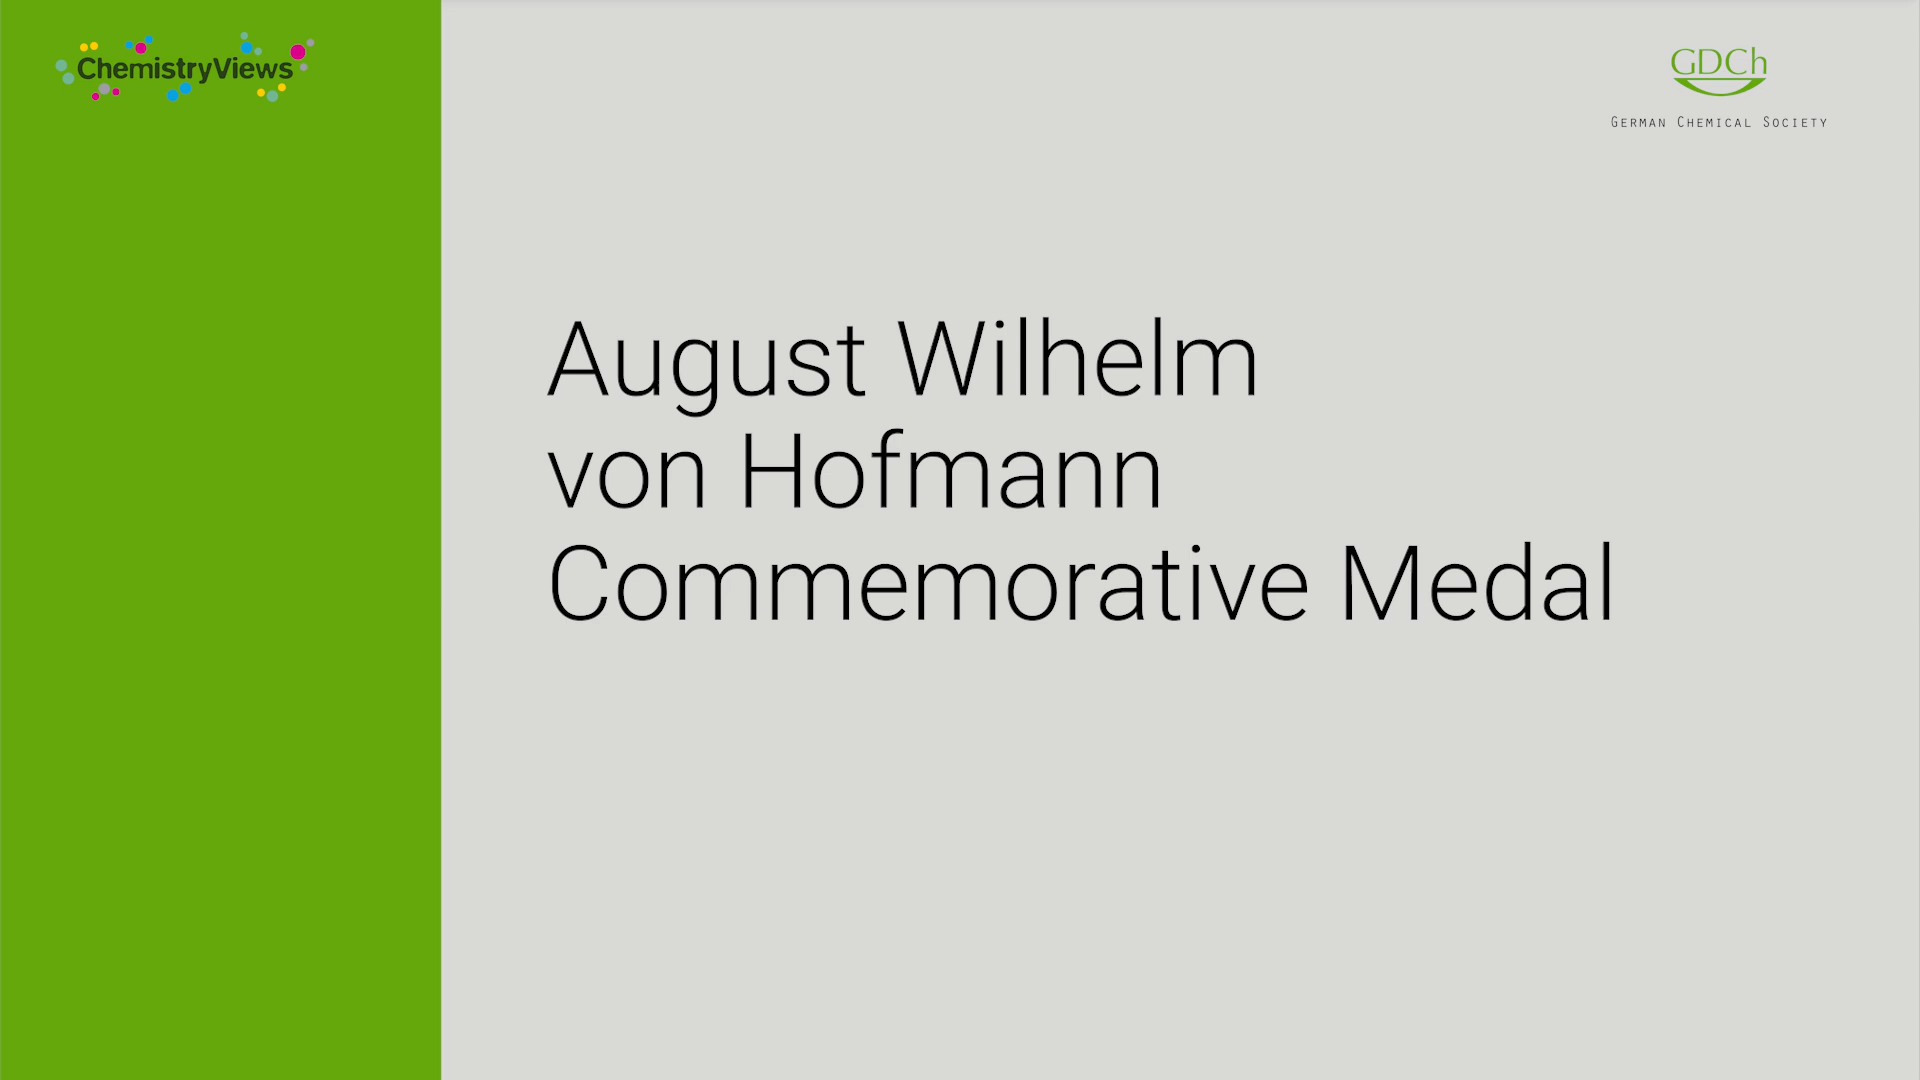 ChemistryViews
GDCh
German Chemical Society
August Wilhelm
von Hofmann
Commemorative Medal